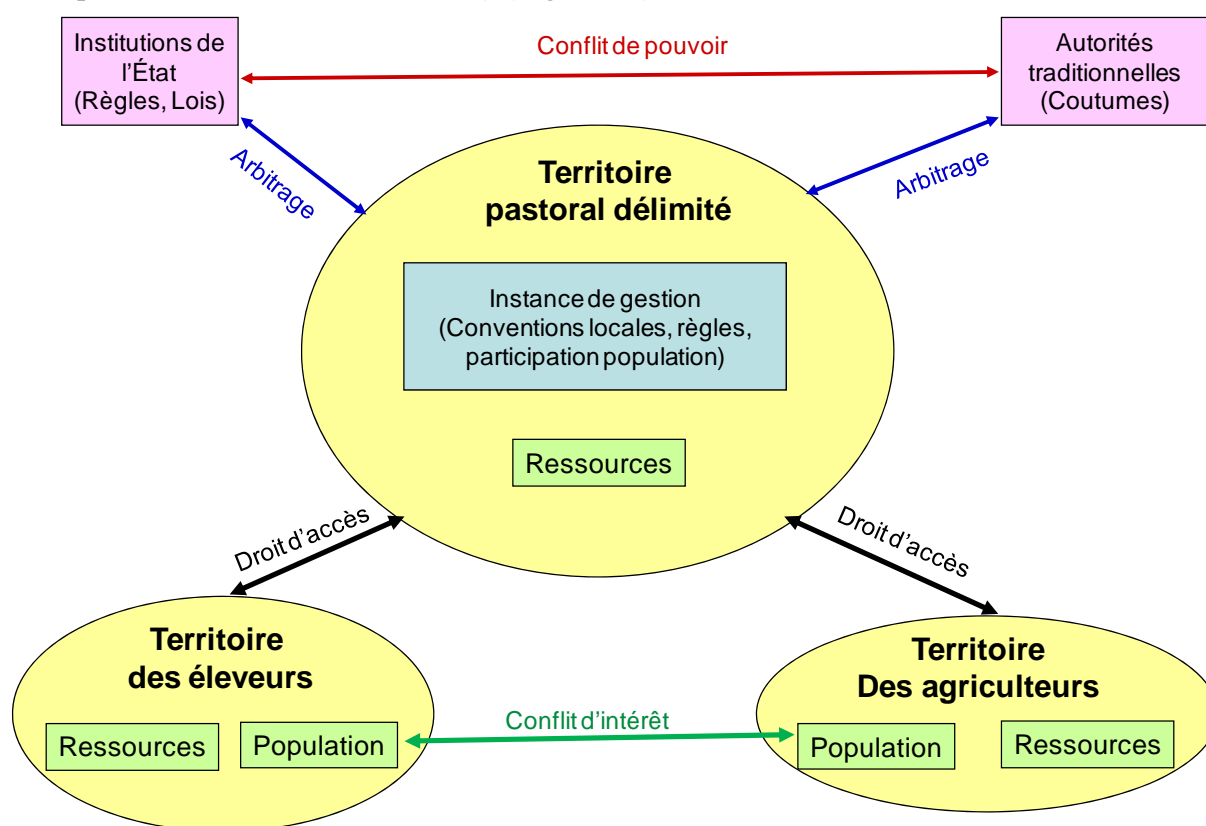 Institutions de
l'État
(Règles, Lois)
Conflit de pouvoir
Autorités
traditionnelles
(Coutumes)
Arbitrage
Arbitrage
Territoire
pastoral délimité
Instance de gestion
(Conventions locales, règles,
participation population)
Ressources
Droit d'accès
Droit d'accès
Territoire
des éleveurs
Ressources
Population
Conflit d'intérêt
Territoire
Des agriculteurs
Population
Ressources